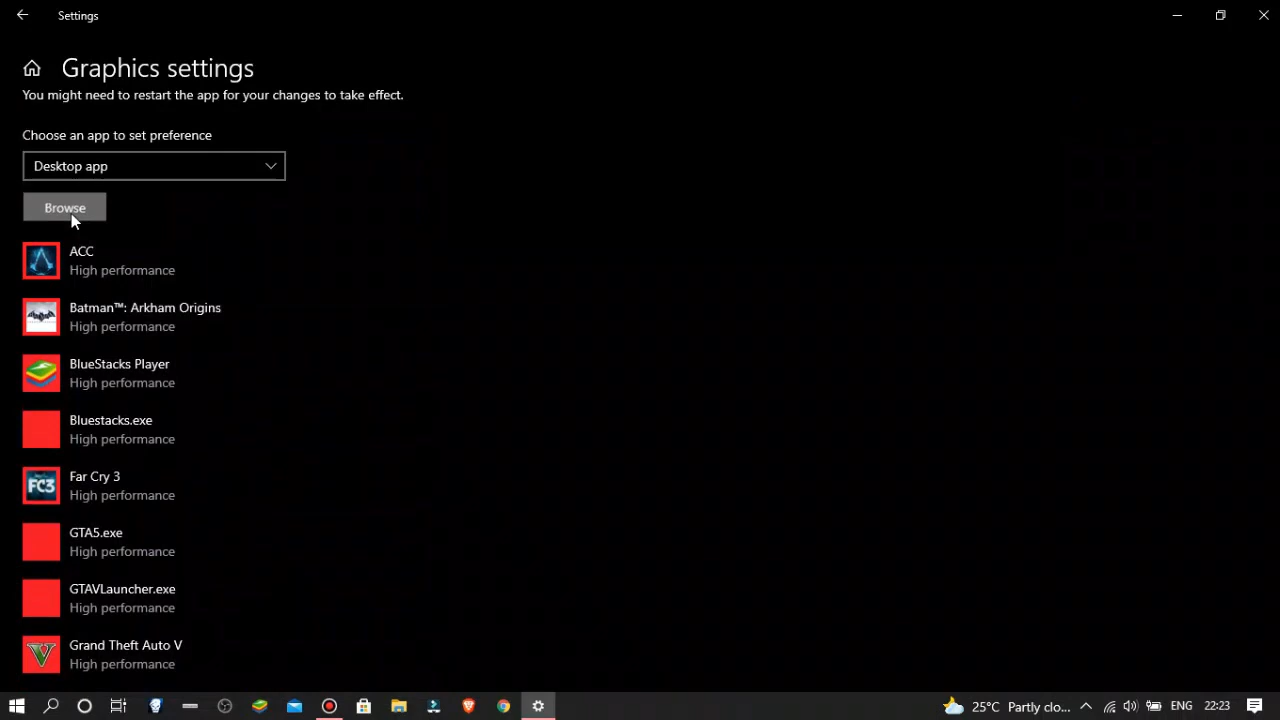 Settings
Graphics settings
You might need to restart the app for your changes to take effect.
Choose an app to set preference
Desktop app
Browse
ACC
High performance
Batman™: Arkham Origins
High performance
BlueStacks Player
High performance
Bluestacks.exe
High performance
FC3
Far Cry 3
High performance
GTA5.exe
High performance
GTAVLauncher.exe
High performance
V
Grand Theft Auto V
High performance
25°C Partly clo... ENG 22:23